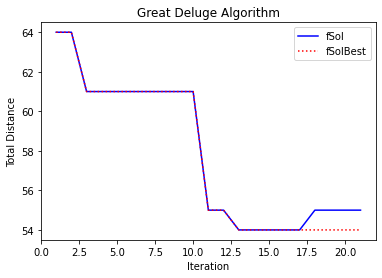 Great Deluge Algorithm
fSol
fSolBest
Total Distance
64
62
60
58
56
54
0.0 2.5 5.0 7.5 10.0 12.5 15.0 17.5 20.0
Iteration